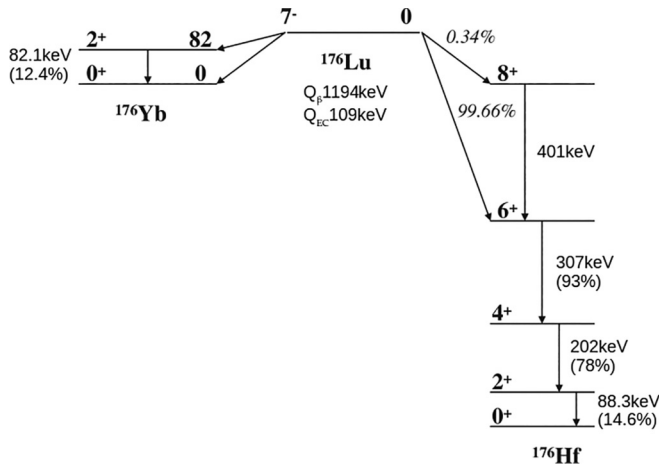 7- 0
2+ 82
82.1keV
(12.4%)
0+ 0
176Yb
176Lu
Qβ1194keV
QEC109keV
0.34%
99.66%
8+
401keV
6+
307keV
(93%)
4+
202keV
(78%)
2+
88.3keV
(14.6%)
0+
176Hf